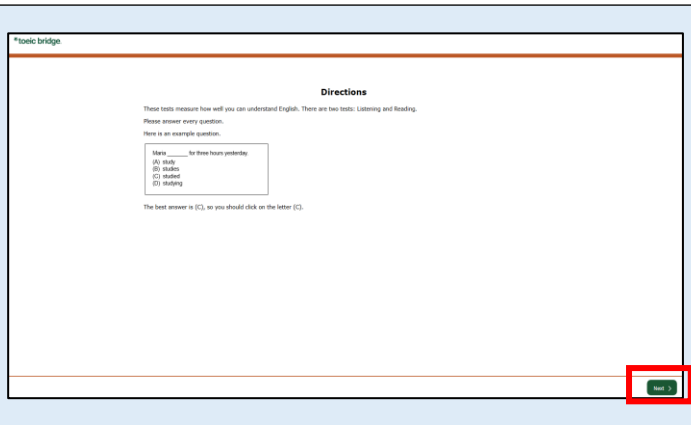 *toeic bridge.
Directions
These tests measure how well you can understand English. There are two tests: Listening and Reading.
Please answer every question.
Here is an example question.
Maria ______ for three hours yesterday
(A) study
(B) studies
(C) studied
(D) studying
The best answer is (C), so you should click on the letter (C).
Next >